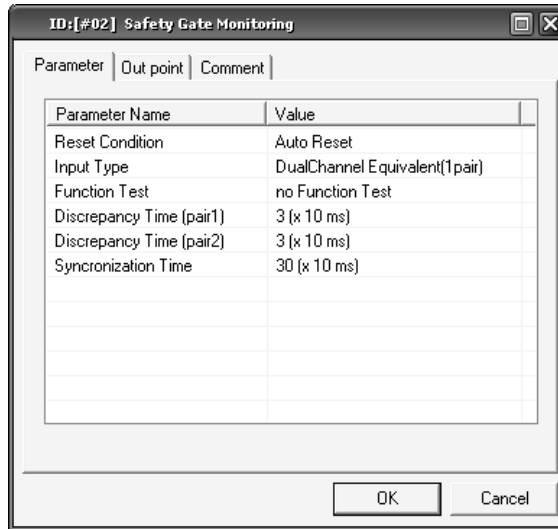 ID:[#02] Safety Gate Monitoring
Parameter Out point Comment
Parameter Name Value
Reset Condition Auto Reset
Input Type DualChannel Equivalent(1pair)
Function Test no Function Test
Discrepancy Time (pair1) 3 (x 10 ms)
Discrepancy Time (pair2) 3 (x 10 ms)
Syncronization Time 30 (x 10 ms)
OK Cancel